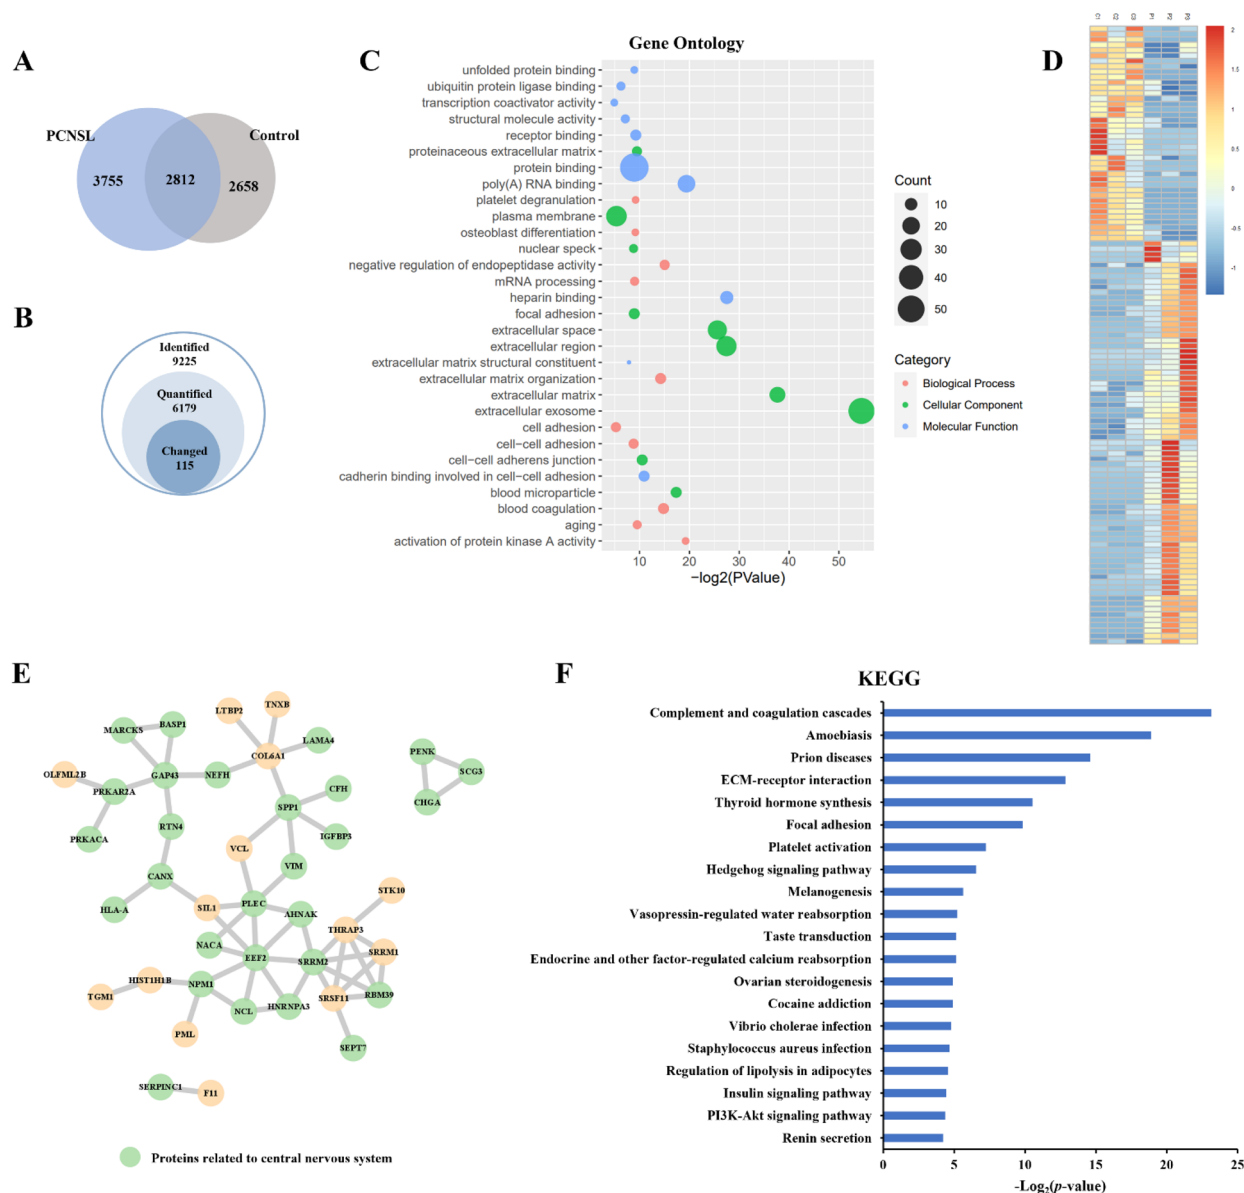 A
PCNSL
Control
3755
2812
2658
B
Identified
9225
Quantified
6179
Changed
115
C
Gene Ontology
unfolded protein binding
ubiquitin protein ligase binding
transcription coactivator activity
structural molecule activity
receptor binding
proteinaceous extracellular matrix
protein binding
poly(A) RNA binding
platelet degranulation
plasma membrane
osteoblast differentiation
nuclear speck
negative regulation of endopeptidase activity
mRNA processing
heparin binding
focal adhesion
extracellular space
extracellular region
extracellular matrix structural constituent
extracellular matrix organization
extracellular matrix
extracellular exosome
cell adhesion
cell−cell adhesion
cell−cell adherens junction
cadherin binding involved in cell−cell adhesion
blood microparticle
blood coagulation
aging
activation of protein kinase A activity
10 20 30 40 50
−log2(PValue)
Count
10
20
30
40
50
Category
Biological Process
Cellular Component
Molecular Function
D
C1 C2 C3 P1 P2 P3
2
1.5
1
0.5
0
-0.5
-1
E
LTBP2
TNXB
MARCKS
BASP1
LAMA4
COL6A1
PENK
OLFML2B
GAP43
NEFH
SCG3
PRKAR2A
CFH
CHGA
SPP1
RTN4
PRKACA
IGFBP3
VCL
VIM
CANX
STK10
HLA-A
SIL1
PLEC
AHNAK
THRAP3
NACA
SRRM1
EEF2
SRRM2
HIST1H1B
NPM1
TGM1
SRSF11
RBM39
NCL
HNRNPA3
PML
SEPT7
SERPINC1
F11
Proteins related to central nervous system
F
KEGG
Complement and coagulation cascades
Amoebiasis
Prion diseases
ECM-receptor interaction
Thyroid hormone synthesis
Focal adhesion
Platelet activation
Hedgehog signaling pathway
Melanogenesis
Vasopressin-regulated water reabsorption
Taste transduction
Endocrine and other factor-regulated calcium reabsorption
Ovarian steroidogenesis
Cocaine addiction
Vibrio cholerae infection
Staphylococcus aureus infection
Regulation of lipolysis in adipocytes
Insulin signaling pathway
PI3K-Akt signaling pathway
Renin secretion
0 5 10 15 20 25
-Log₂(p-value)